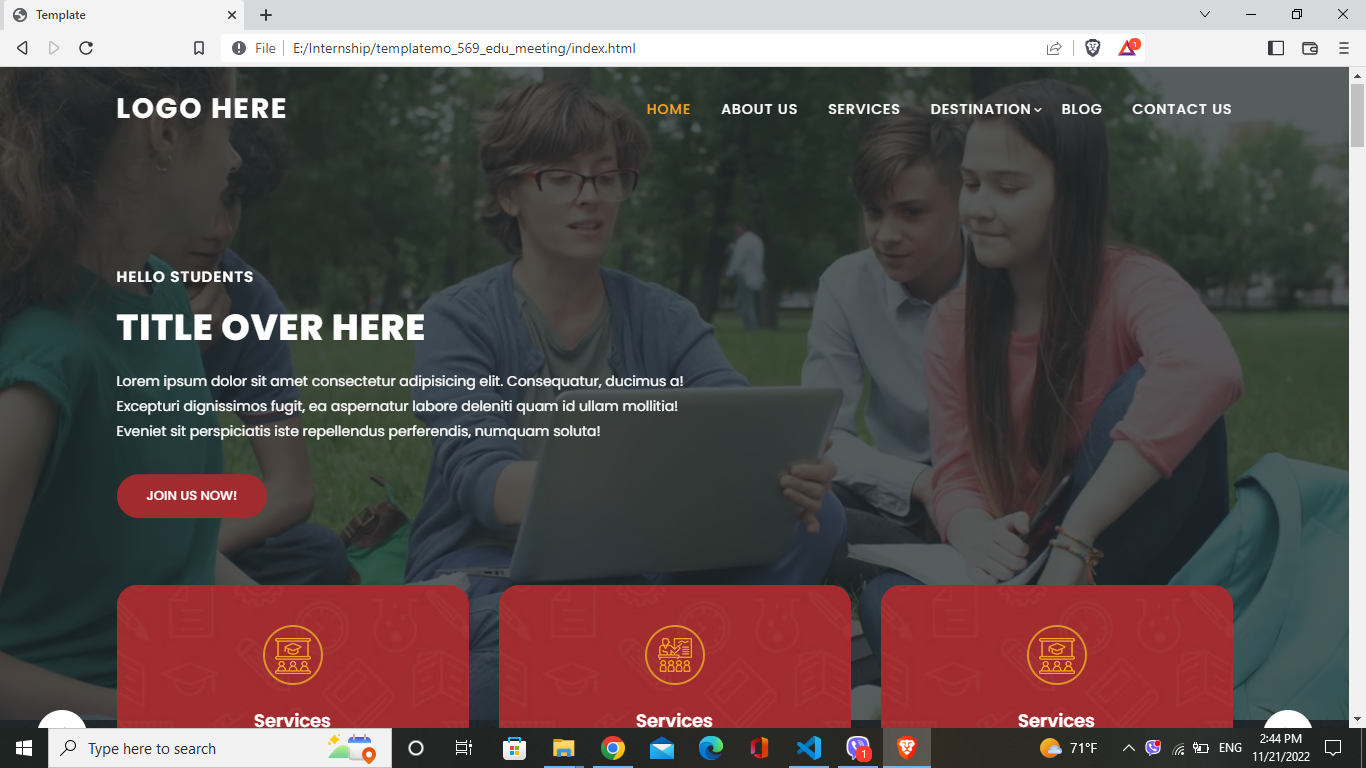 Template
File
E:/Internship/templatemo_569_edu_meeting/index.html
1
LOGO HERE
HOME
ABOUT US
SERVICES
DESTINATION
BLOG
CONTACT US
HELLO STUDENTS
TITLE OVER HERE
Lorem ipsum dolor sit amet consectetur adipisicing elit. Consequatur, ducimus a!
Excepturi dignissimos fugit, ea aspernatur labore deleniti quam id ullam mollitia!
Eveniet sit perspiciatis iste repellendus perferendis, numquam soluta!
JOIN US NOW!
Services
Services
Services
Type here to search
1
71°F
ENG
2:44 PM
11/21/2022